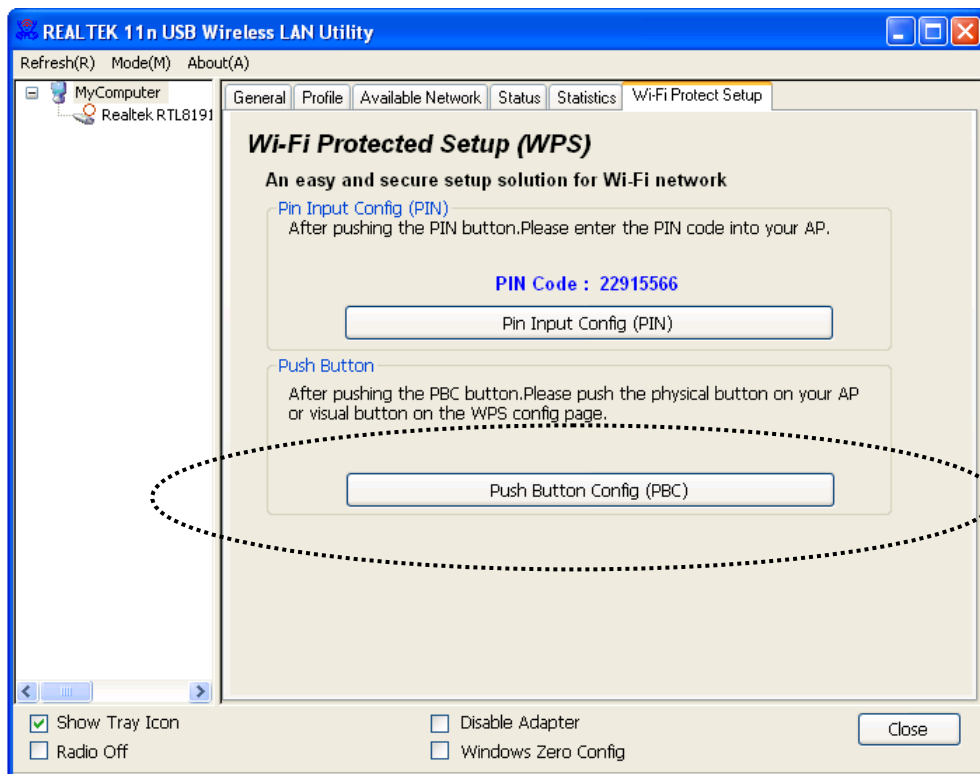 REALTEK 11n USB Wireless LAN Utility
Refresh(R) Mode(M) About(A)
MyComputer
Realtek RTL8191
General Profile Available Network Status Statistics Wi-Fi Protect Setup
Wi-Fi Protected Setup (WPS)
An easy and secure setup solution for Wi-Fi network
Pin Input Config (PIN)
After pushing the PIN button.Please enter the PIN code into your AP.
PIN Code : 22915566
Pin Input Config (PIN)
Push Button
After pushing the PBC button.Please push the physical button on your AP
or visual button on the WPS config page.
Push Button Config (PBC)
Show Tray Icon
Radio Off
Disable Adapter
Windows Zero Config
Close